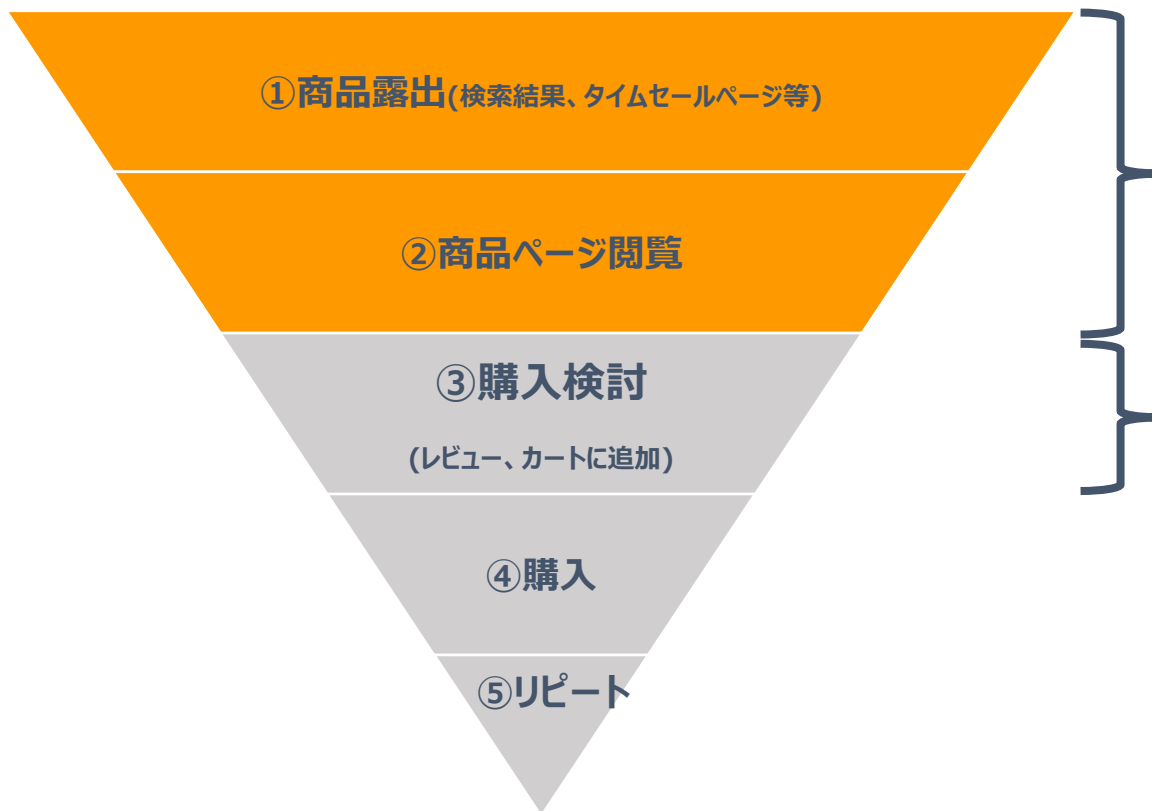 ①商品露出(検索結果、タイムセールページ等)
②商品ページ閲覧
③購入検討
(レビュー、カートに追加)
④購入
⑤リピート